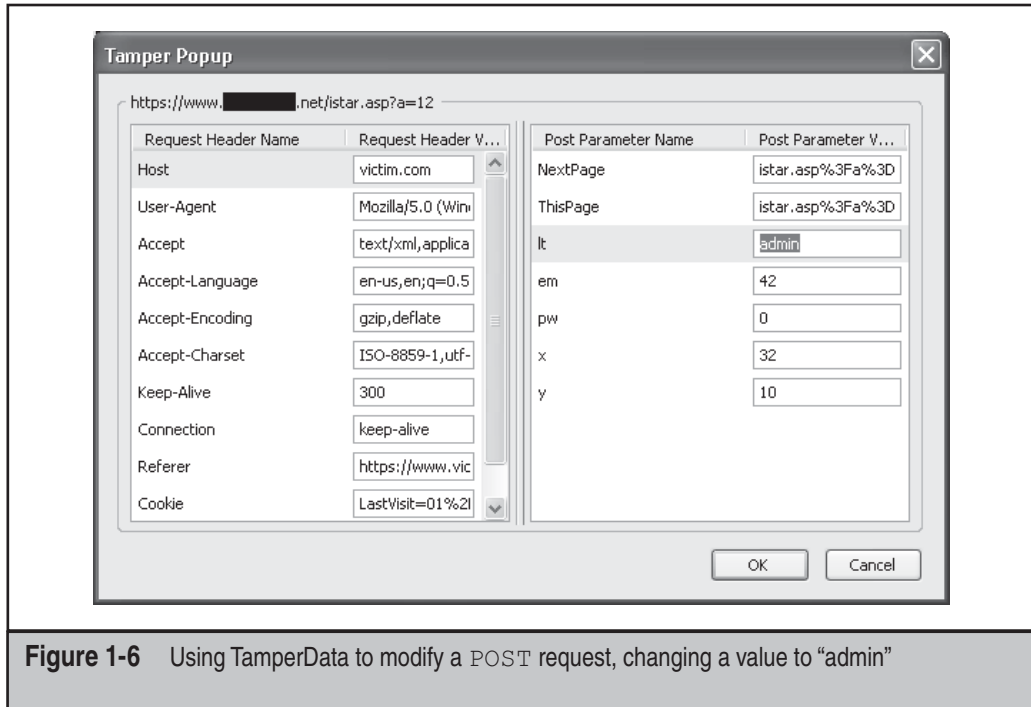 Tamper Popup
https://www. .net/istar.asp?a=12
Request Header Name Request Header V... Post Parameter Name Post Parameter V...
Host victim.com NextPage istar.asp%3Fa%3D
User-Agent Mozilla/5.0 (Win ThisPage istar.asp%3Fa%3D
Accept text/xml,applica lt admin
Accept-Language en-us,en;q=0.5 em 42
Accept-Encoding gzip,deflate pw 0
Accept-Charset ISO-8859-1,utf- x 32
Keep-Alive 300 y 10
Connection keep-alive
Referer https://www.vic
Cookie LastVisit=01%2
OK Cancel
Figure 1-6 Using TamperData to modify a POST request, changing a value to “admin”